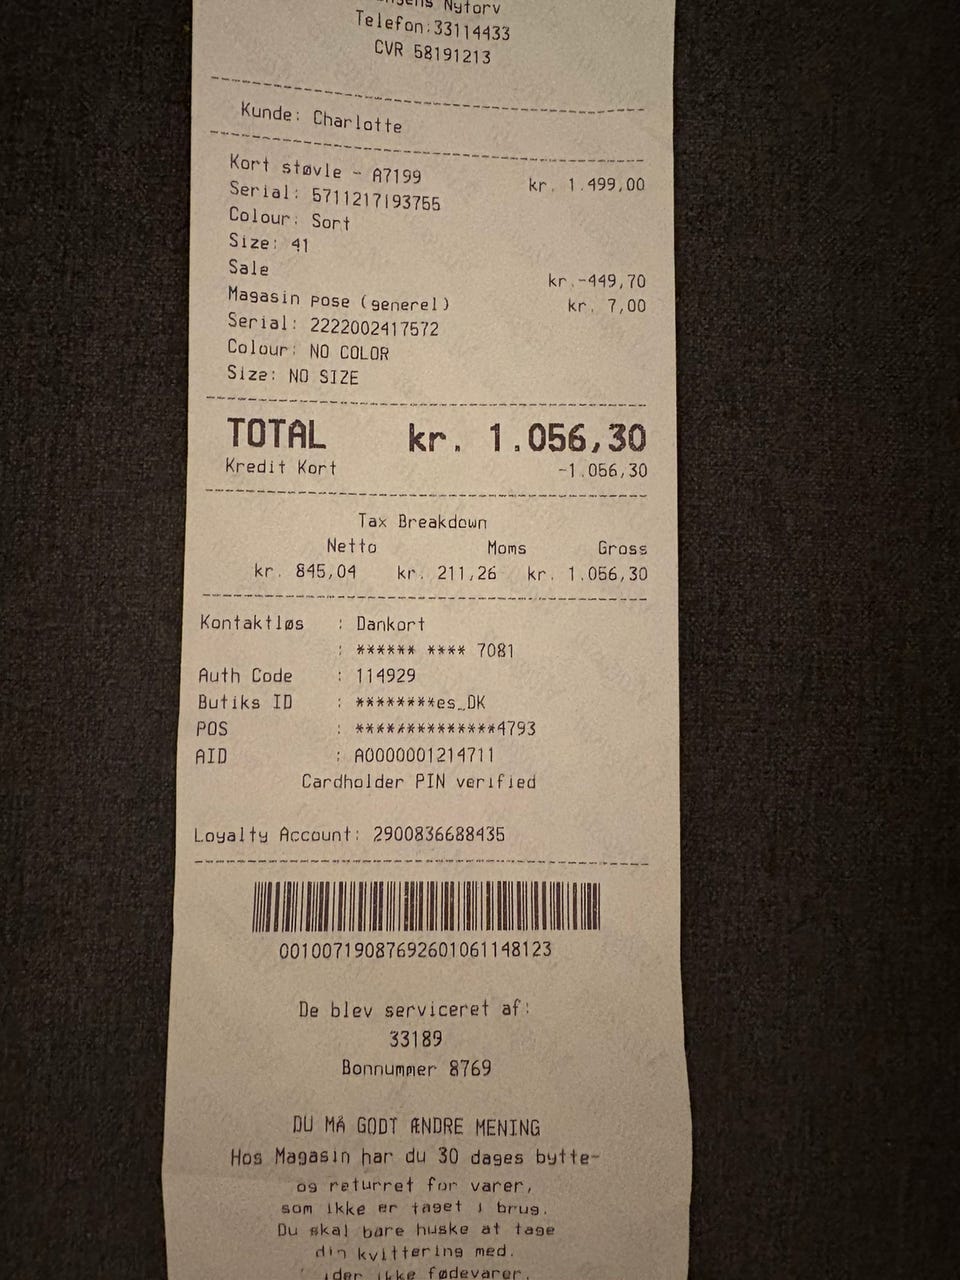 Nytorv
Telefon:33114433
CVR 58191213
Kunde: Charlotte
Kort støvle - A7199 kr. 1.499,00
Serial: 5711217193755
Colour: Sort
Size: 41
Sale kr.-449,70
Magasin pose (generel) kr. 7,00
Serial: 2222002417572
Colour: NO COLOR
Size: NO SIZE
TOTAL kr. 1.056,30
Kredit Kort -1.056,30
Tax Breakdown
Netto Moms Gross
kr. 845,04 kr. 211,26 kr. 1.056,30
Kontaktløs : Dankort
: ****** **** 7081
Auth Code : 114929
Butiks ID : ********es_DK
POS : **************4793
AID : A0000001214711
Cardholder PIN verified
Loyalty Account: 2900836688435
00100719087692601061148123
De blev serviceret af:
33189
Bonnummer 8769
DU MÅ GODT ÆNDRE MENING
Hos Magasin har du 30 dages bytte-
og returret for varer,
som ikke er taget i brug.
Du skal bare huske at tage
din kvittering med.
ikke fødevarer,